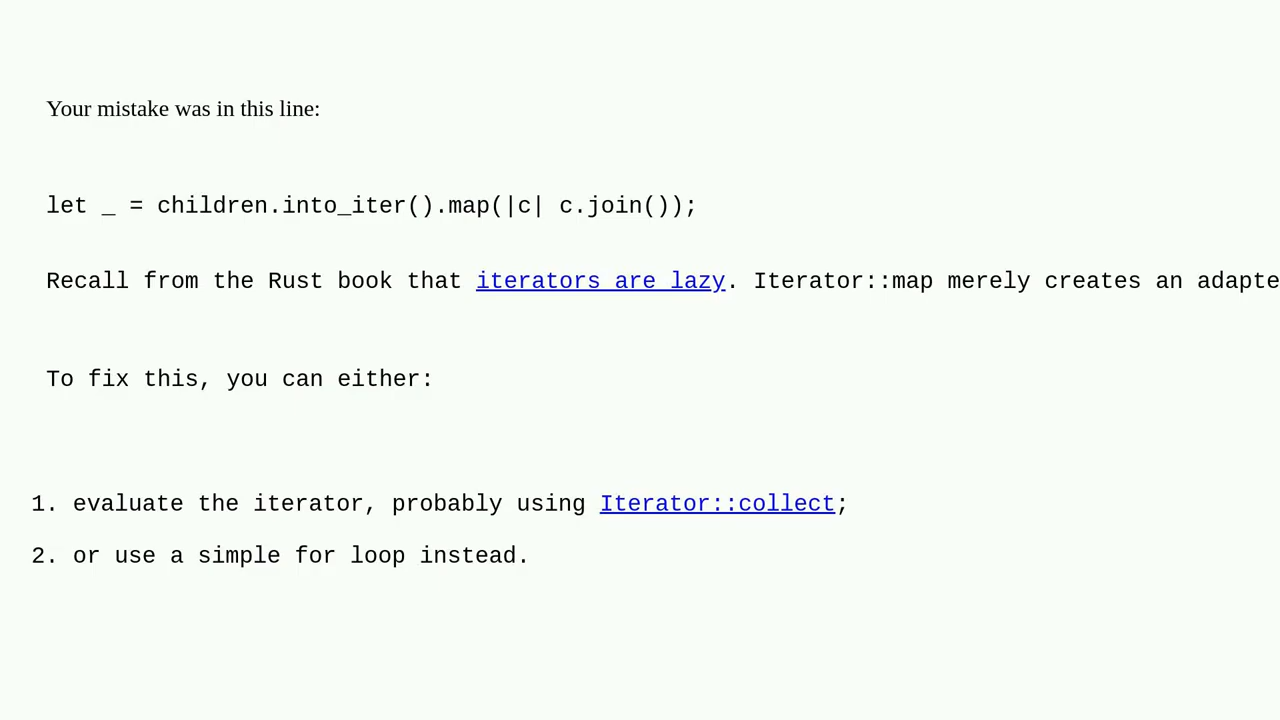 Your mistake was in this line:
let _ = children.into_iter().map(|c| c.join());
Recall from the Rust book that iterators are lazy. Iterator::map merely creates an
To fix this, you can either:
1. evaluate the iterator, probably using Iterator::collect;
2. or use a simple for loop instead.